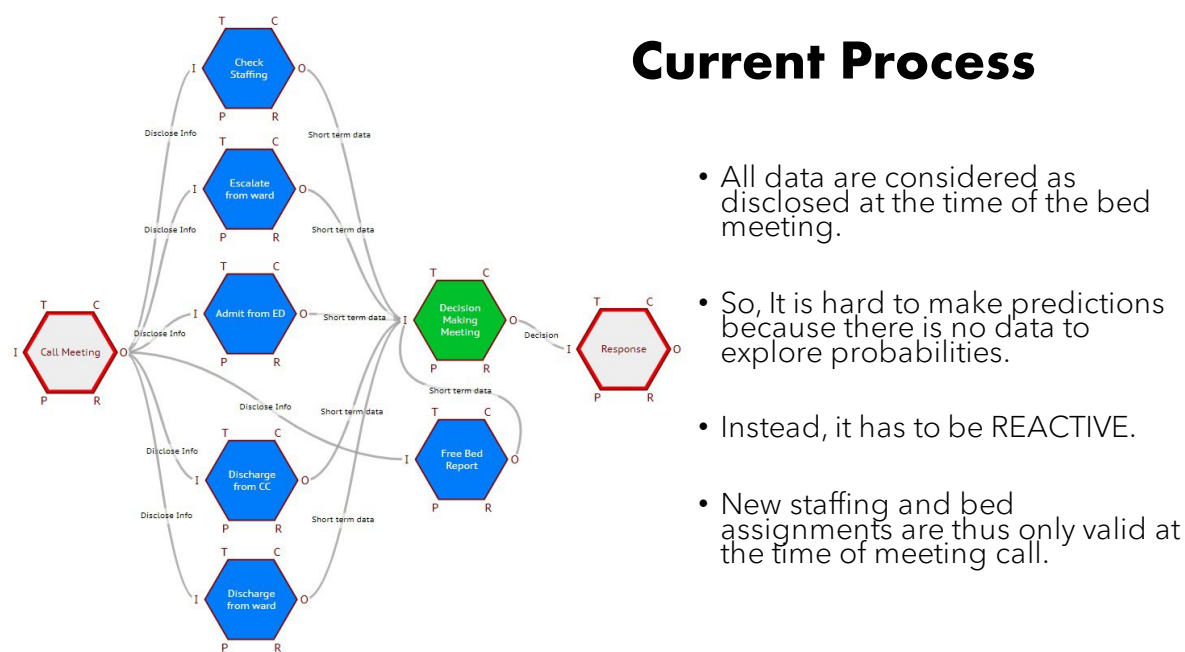 Current Process
• All data are considered as
disclosed at the time of the bed
meeting.
• So, It is hard to make predictions
because there is no data to
explore probabilities.
• Instead, it has to be REACTIVE.
• New staffing and bed
assignments are thus only valid at
the time of meeting call.
T C
I Check
Staffing O
P R
Disclose Info
Short term data
T C
I Escalate
from ward O
P R
Disclose Info
Short term data
T C
I Admit from ED O
P R
Disclose Info
Short term data
T C
I Call Meeting O
P R
T C
I Decision
Making
Meeting O
P R
Decision
T C
I Response O
P R
Short term data
Disclose Info
Short term data
T C
I Free Bed
Report O
P R
T C
I Discharge
from CC O
P R
Disclose Info
Disclose Info
Short term data
T C
I Discharge
from ward O
P R